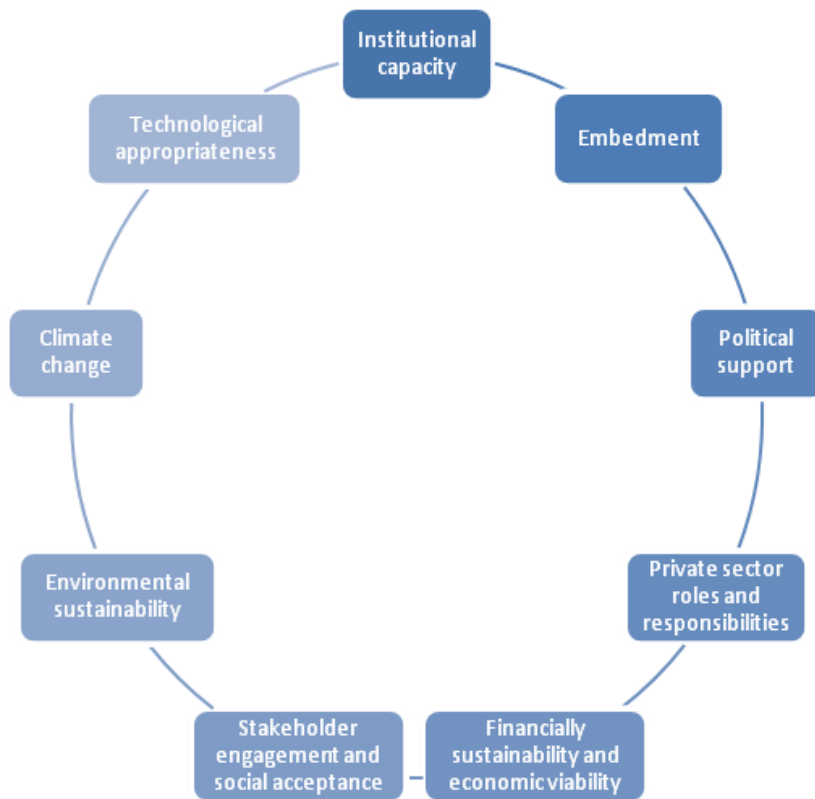 Institutional
capacity
Embedment
Political
support
Private sector
roles and
responsibilities
Financially
sustainability and
economic viability
Stakeholder
engagement and
social acceptance
Environmental
sustainability
Climate
change
Technological
appropriateness